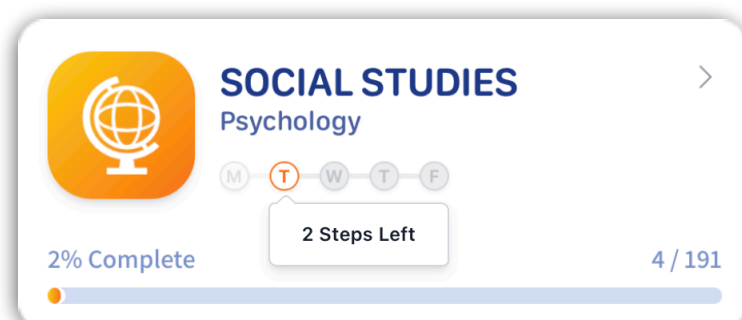 SOCIAL STUDIES
Psychology
M T W T F
2 Steps Left
2% Complete
4 / 191